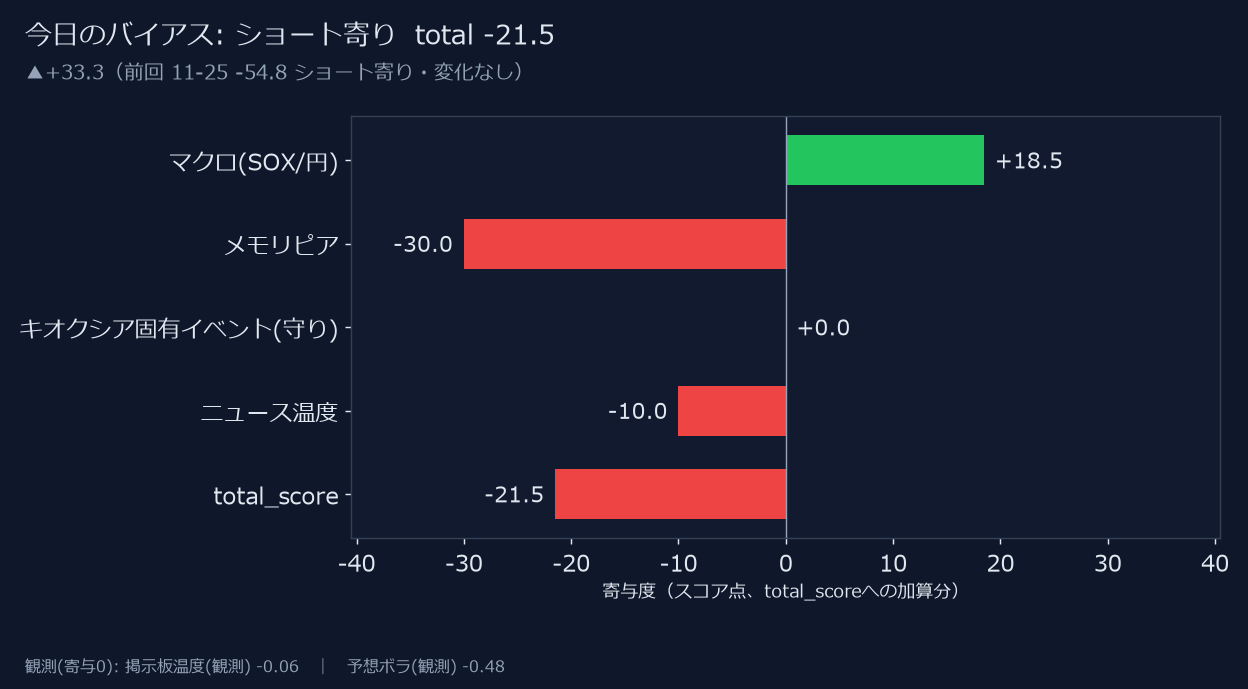 今日のバイアス: ショート寄り total -21.5
▲+33.3（前回 11-25 -54.8 ショート寄り・変化なし）
マクロ(SOX/円)
+18.5
メモリピア
-30.0
キオクシア固有イベント(守り)
+0.0
ニュース温度
-10.0
total_score
-21.5
-40 -30 -20 -10 0 10 20 30 40
寄与度（スコア点、total_scoreへの加算分）
観測(寄与0): 掲示板温度(観測) -0.06 ｜ 予想ボラ(観測) -0.48